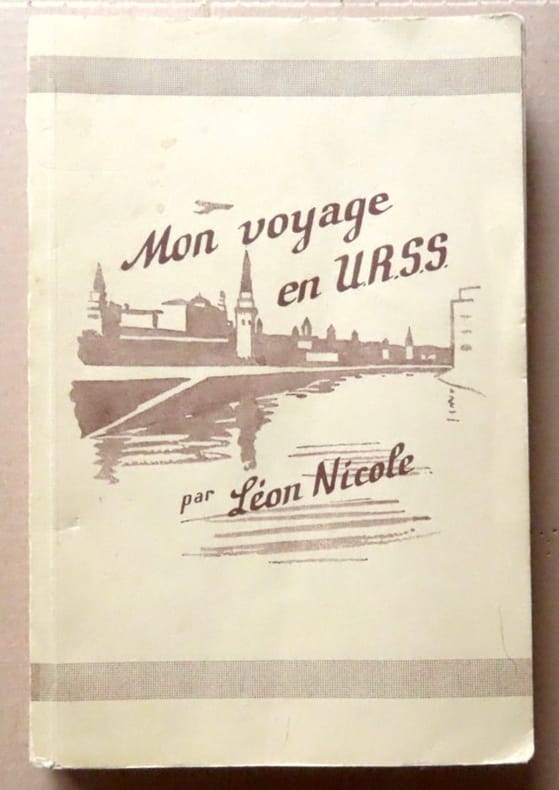 Mon voyage
en U.R.S.S.
par Léon Nicole